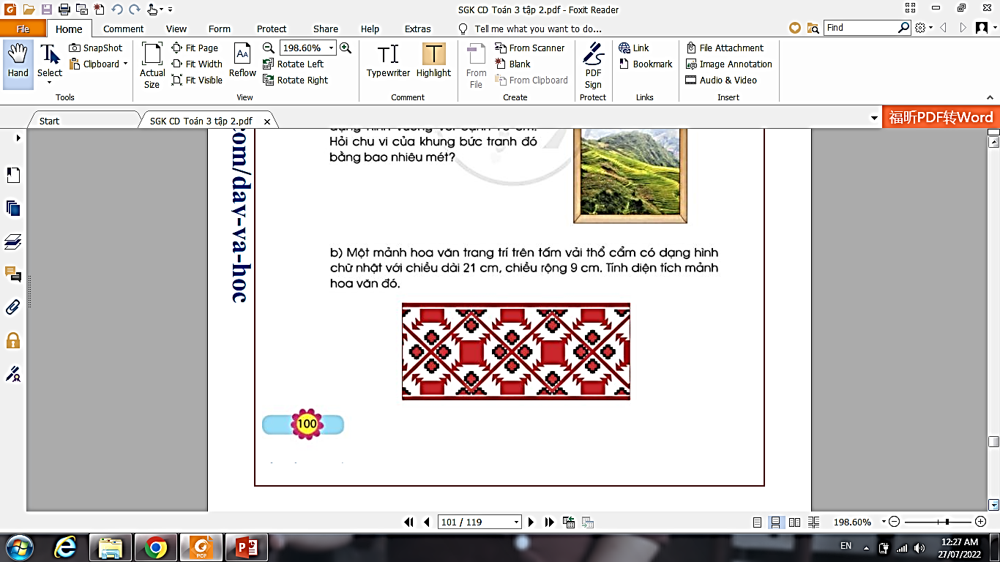 SGK CD Toán 3 tập 2.pdf - Foxit Reader
File Home Comment View Form Protect Share Help Extras Tell me what you want to do... Find
Hand Select SnapShot Clipboard
Actual Size Fit Page Fit Width Fit Visible Reflow 198.60% Rotate Left Rotate Right
Typewriter Highlight
From File From Scanner Blank From Clipboard
PDF Sign
Link Bookmark
File Attachment Image Annotation Audio & Video
Tools View Comment Create Protect Links Insert
Start SGK CD Toán 3 tập 2.pdf x 福昕PDF转Word
com/day-va-hoc
Hỏi chu vi của khung bức tranh đó
bằng bao nhiêu mét?
b) Một mảnh hoa văn trang trí trên tấm vải thổ cẩm có dạng hình
chữ nhật với chiều dài 21 cm, chiều rộng 9 cm. Tính diện tích mảnh
hoa văn đó.
100
101 / 119 198.60%
PDF
EN 12:27 AM
27/07/2022